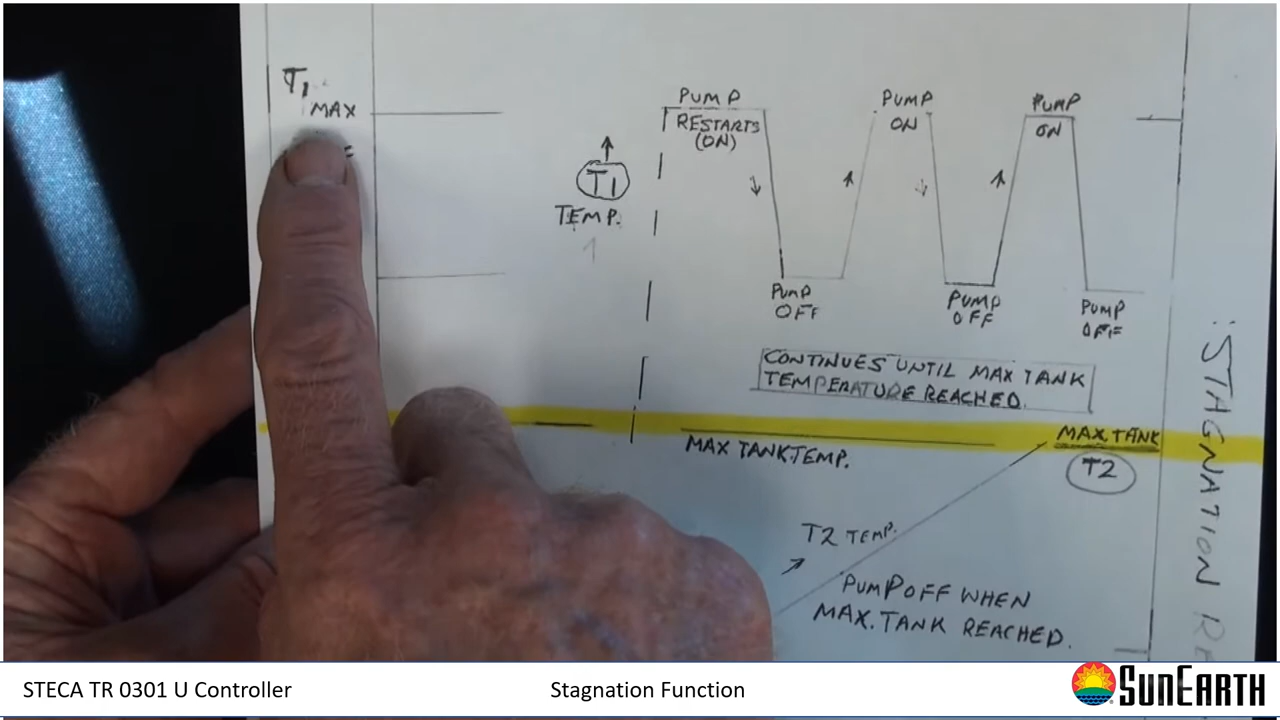 T1
MAX
=
PUMP
RESTARTS
(ON)
PUMP
ON
PUMP
ON
T1
TEMP.
PUMP
OFF
PUMP
OFF
PUMP
OFF
CONTINUES UNTIL MAX TANK
TEMPERATURE REACHED.
MAX TANK TEMP.
MAX. TANK
T2
T2 TEMP.
PUMP OFF WHEN
MAX. TANK REACHED.
: STAGNATION
STECA TR 0301 U Controller
Stagnation Function
SUNEARTH